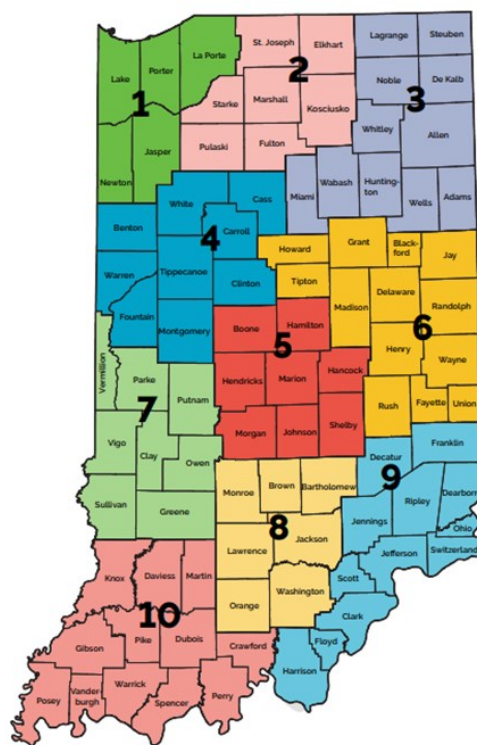 Lagrange
Steuben
St. Joseph
Elkhart
La Porte
Porter
Lake
2
Noble
De Kalb
3
1
Starke
Marshall
Kosciusko
Whitley
Allen
Jasper
Pulaski
Fulton
Newton
Miami
Wabash
Hunting-
ton
Wells
Adams
White
Cass
Benton
4
Carroll
Howard
Grant
Black-
ford
Jay
Warren
Tippecanoe
Clinton
Tipton
Madison
Delaware
Randolph
Fountain
Montgomery
Boone
Hamilton
5
6
Henry
Wayne
Vermillion
Parke
Putnam
Hendricks
Marion
Hancock
7
Rush
Fayette
Union
Vigo
Clay
Owen
Morgan
Johnson
Shelby
Franklin
Decatur
9
Sullivan
Greene
Monroe
Brown
Bartholomew
Ripley
Dearborn
Jennings
Ohio
8
Lawrence
Jackson
Jefferson
Switzerland
Knox
Daviess
Martin
Scott
Washington
Orange
Clark
10
Gibson
Pike
Dubois
Crawford
Floyd
Harrison
Posey
Vander-
burgh
Warrick
Spencer
Perry